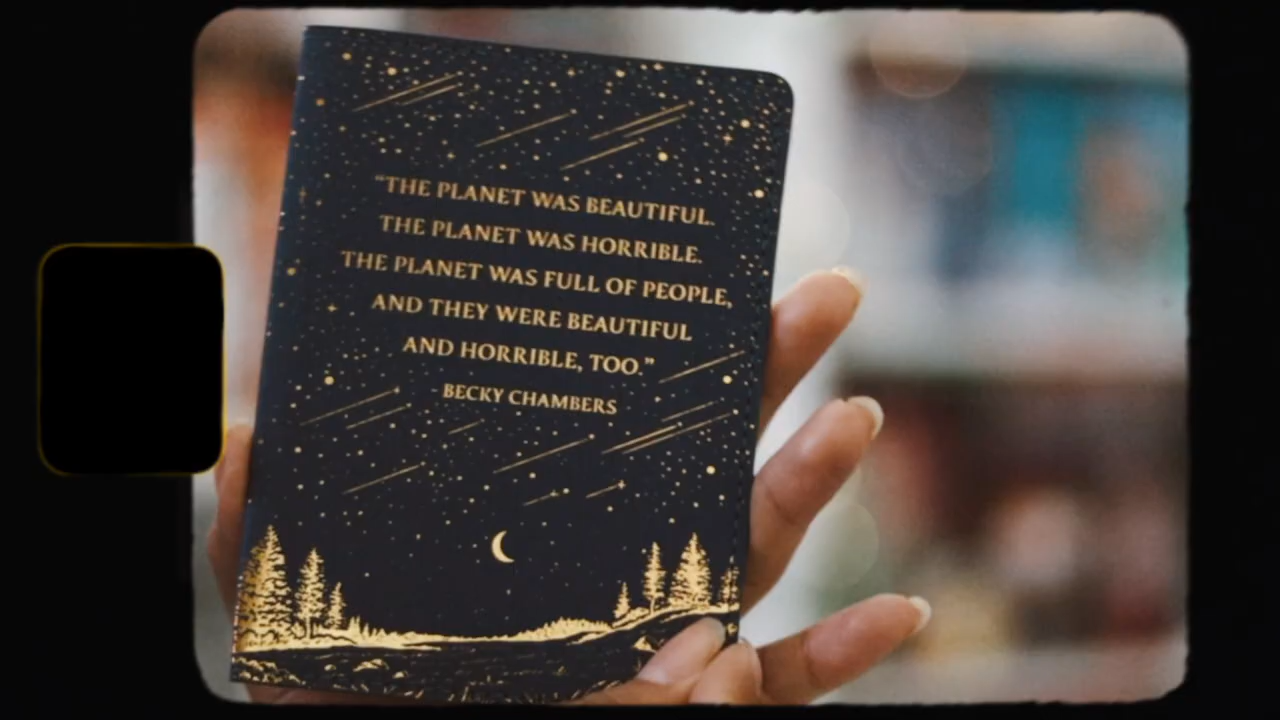 “THE PLANET WAS BEAUTIFUL.
THE PLANET WAS HORRIBLE.
THE PLANET WAS FULL OF PEOPLE,
AND THEY WERE BEAUTIFUL
AND HORRIBLE, TOO.”
- BECKY CHAMBERS